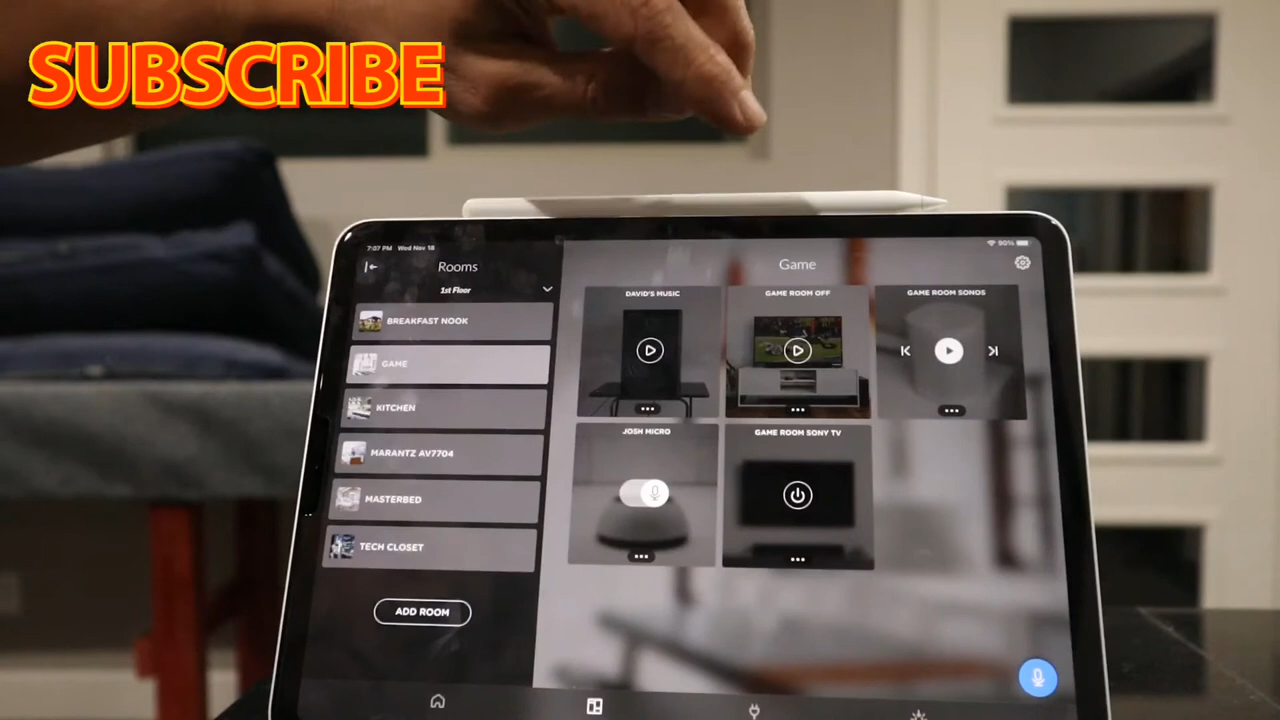 SUBSCRIBE
7:07 PM Wed Nov 18
90%
Rooms
1st Floor
BREAKFAST NOOK
GAME
KITCHEN
MARANTZ AV7704
MASTERBED
TECH CLOSET
ADD ROOM
Game
DAVID'S MUSIC
GAME ROOM OFF
GAME ROOM SONOS
JOSH MICRO
GAME ROOM SONY TV